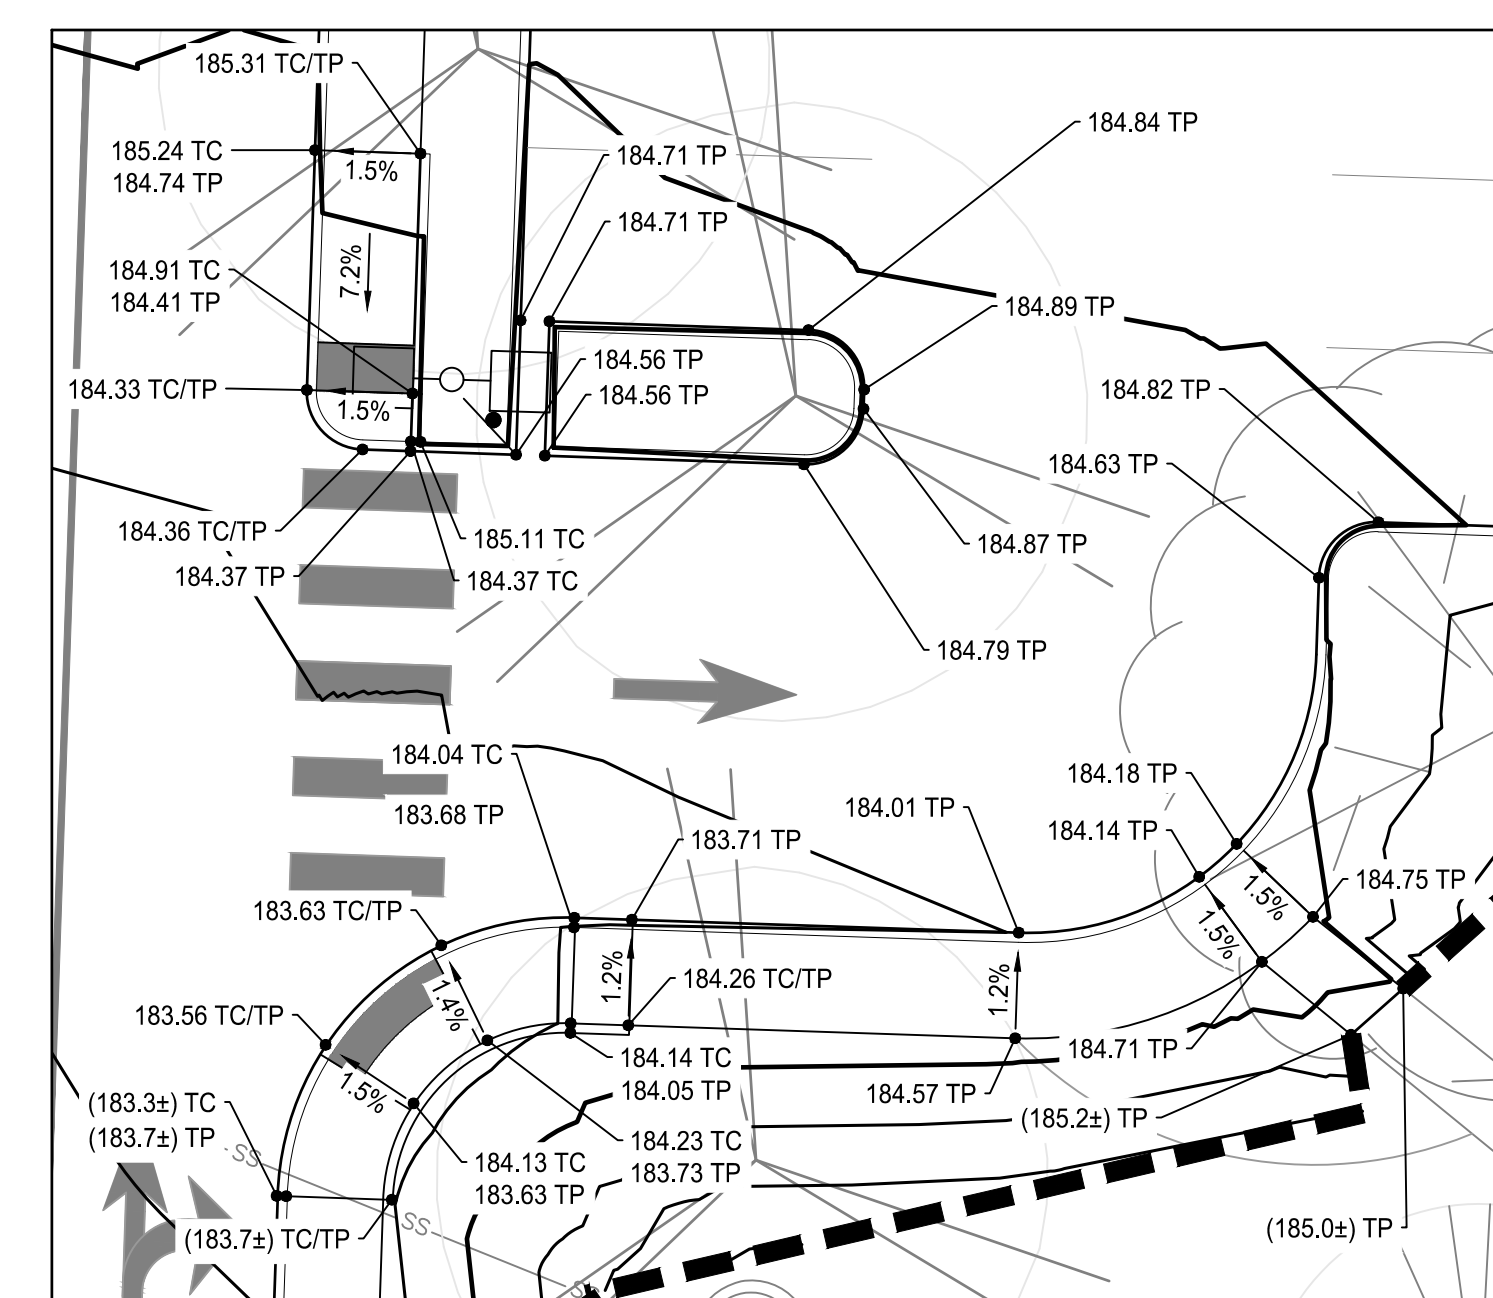 185.31 TC/TP
184.84 TP
185.24 TC
184.74 TP
1.5%
184.71 TP
184.71 TP
7.2%
184.91 TC
184.41 TP
184.89 TP
184.33 TC/TP
1.5%
184.56 TP
184.56 TP
184.82 TP
184.63 TP
184.36 TC/TP
185.11 TC
184.87 TP
184.37 TP
184.37 TC
184.79 TP
184.04 TC
183.68 TP
184.18 TP
184.01 TP
184.14 TP
183.71 TP
1.5%
184.75 TP
183.63 TC/TP
1.5%
1.2%
184.26 TC/TP
1.2%
1.4%
183.56 TC/TP
184.14 TC
184.05 TP
184.71 TP
1.5%
184.57 TP
(183.3±) TC
(183.7±) TP
(185.2±) TP
184.23 TC
183.73 TP
SS
184.13 TC
183.63 TP
SS
(183.7±) TC/TP
(185.0±) TP
SS